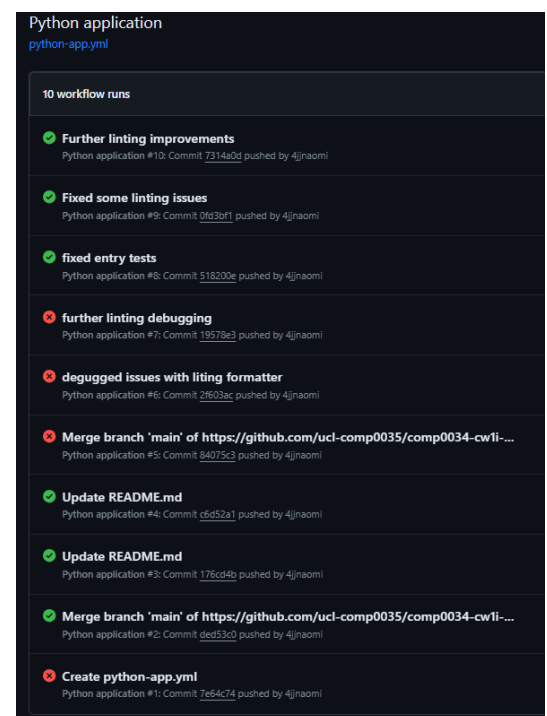 Python application
python-app.yml
10 workflow runs
Further linting improvements
Python application #10: Commit 7314a0d pushed by 4jjnaomi
Fixed some linting issues
Python application #9: Commit 0fd3bf1 pushed by 4jjnaomi
fixed entry tests
Python application #8: Commit 518200e pushed by 4jjnaomi
further linting debugging
Python application #7: Commit 19578e3 pushed by 4jjnaomi
degugged issues with liting formatter
Python application #6: Commit 2f603ac pushed by 4jjnaomi
Merge branch 'main' of https://github.com/ucl-comp0035/comp0034-cw1i-...
Python application #5: Commit 84075c3 pushed by 4jjnaomi
Update README.md
Python application #4: Commit c6d52a1 pushed by 4jjnaomi
Update README.md
Python application #3: Commit 176cd4b pushed by 4jjnaomi
Merge branch 'main' of https://github.com/ucl-comp0035/comp0034-cw1i-...
Python application #2: Commit ded53c0 pushed by 4jjnaomi
Create python-app.yml
Python application #1: Commit 7e64c74 pushed by 4jjnaomi